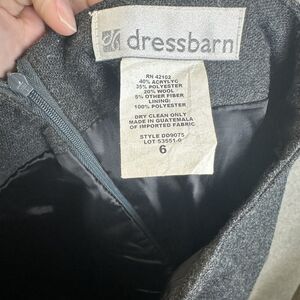 dressbarn
RN 42102
40% ACRYLIC
35% POLYESTER
20% WOOL
5% OTHER FIBER
LINING:
100% POLYESTER
DRY CLEAN ONLY
MADE IN GUATEMALA
OF IMPORTED FABRIC
STYLE DD9075
LOT 53551-0
6